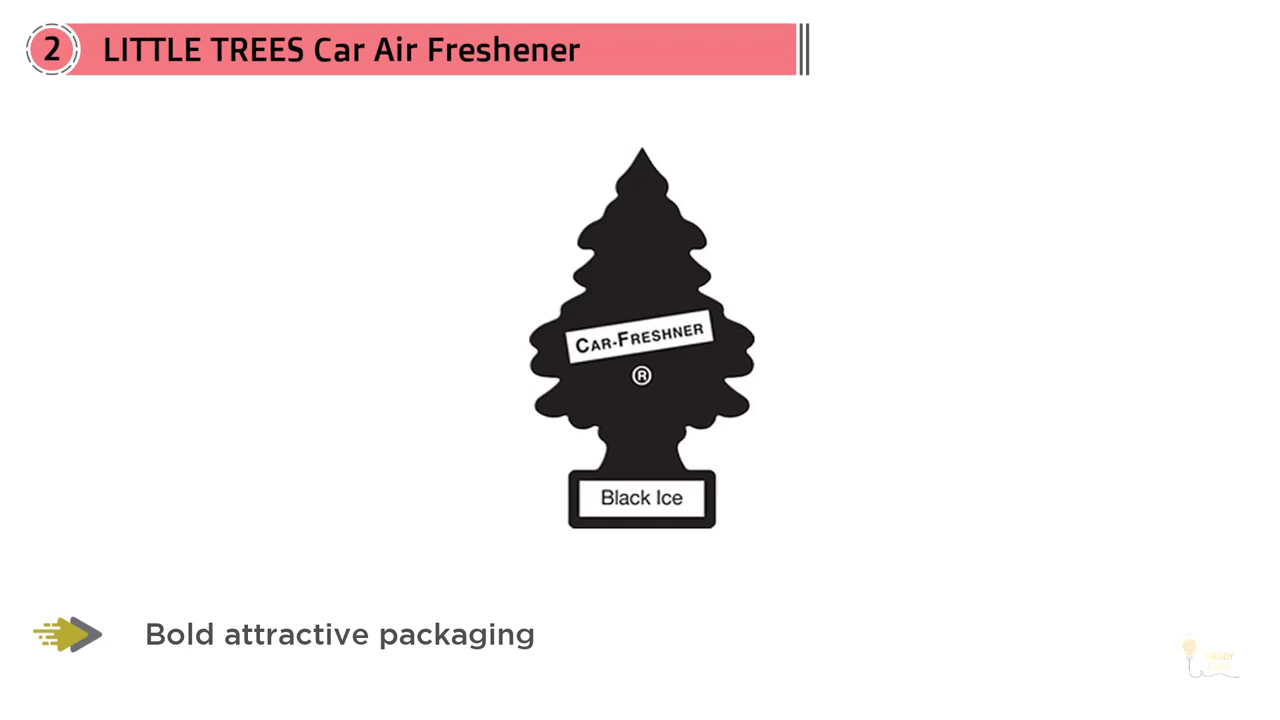 2
LITTLE TREES Car Air Freshener
CAR-FRESHNER
®
Black Ice
Bold attractive packaging